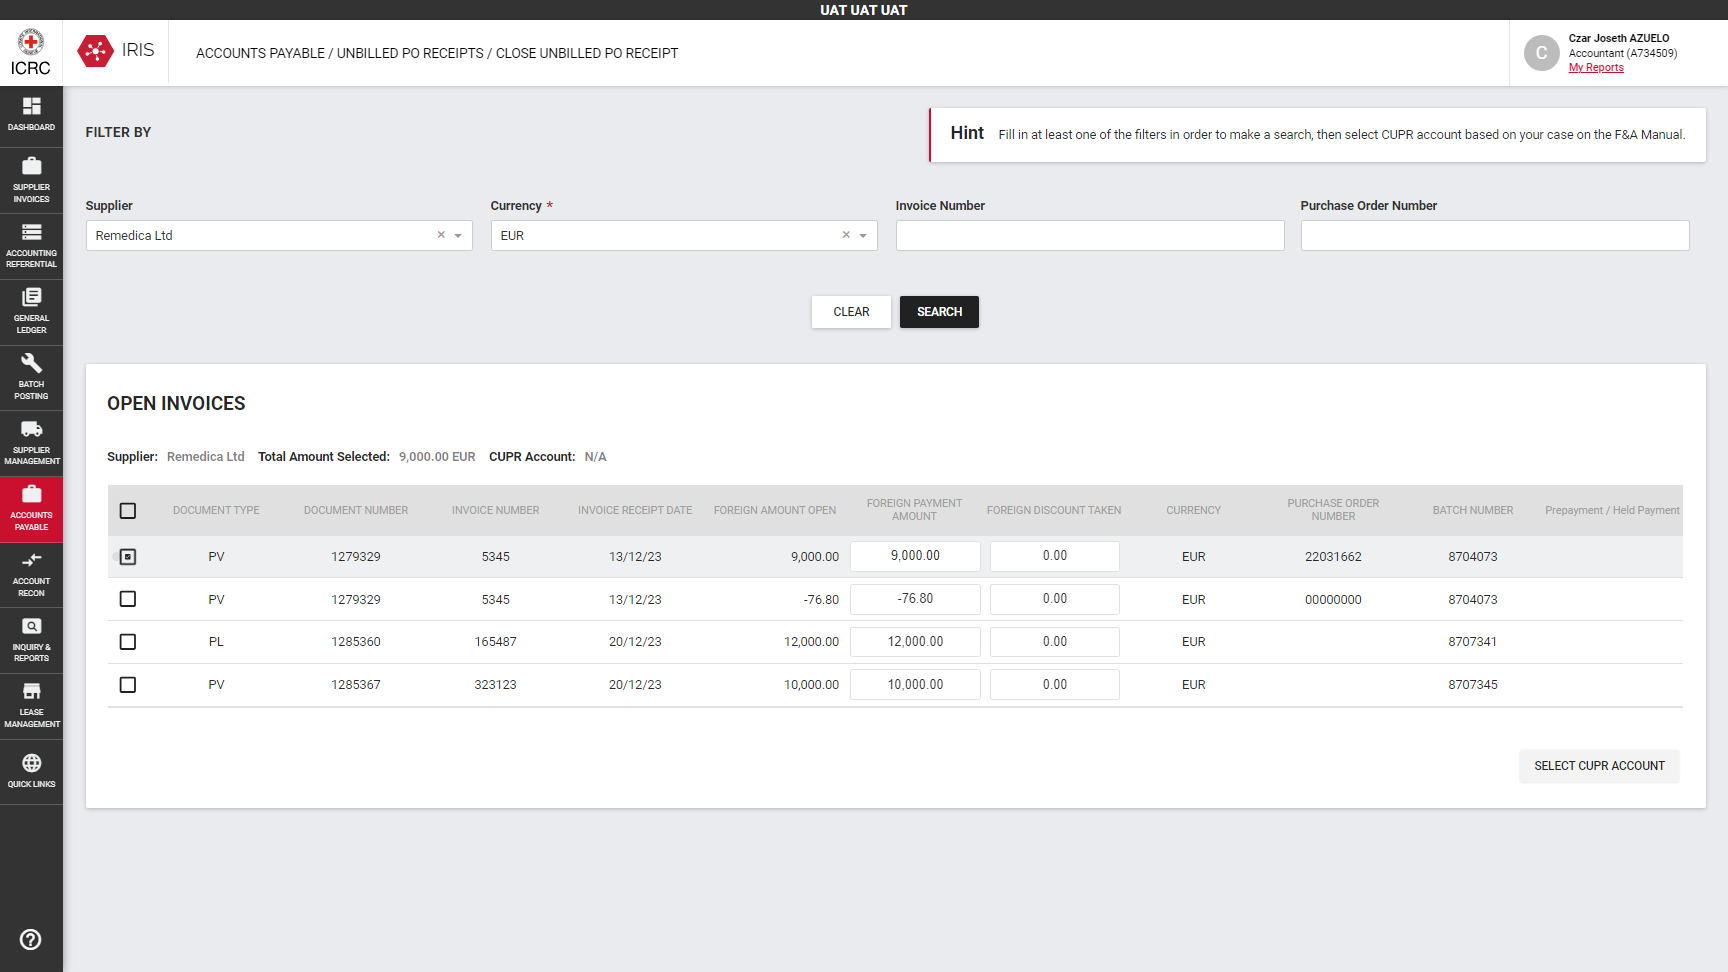 UAT UAT UAT
ICRC
IRIS
ACCOUNTS PAYABLE / UNBILLED PO RECEIPTS / CLOSE UNBILLED PO RECEIPT
C
Czar Joseth AZUELO
Accountant (A734509)
My Reports
DASHBOARD
SUPPLIER
INVOICES
ACCOUNTING
REFERENTIAL
GENERAL
LEDGER
BATCH
POSTING
SUPPLIER
MANAGEMENT
ACCOUNTS
PAYABLE
ACCOUNT
RECON
INQUIRY &
REPORTS
LEASE
MANAGEMENT
QUICK LINKS
FILTER BY
Hint Fill in at least one of the filters in order to make a search, then select CUPR account based on your case on the F&A Manual.
Supplier Currency * Invoice Number Purchase Order Number
Remedica Ltd EUR
CLEAR SEARCH
OPEN INVOICES
Supplier: Remedica Ltd Total Amount Selected: 9,000.00 EUR CUPR Account: N/A
DOCUMENT TYPE DOCUMENT NUMBER INVOICE NUMBER INVOICE RECEIPT DATE FOREIGN AMOUNT OPEN FOREIGN PAYMENT AMOUNT FOREIGN DISCOUNT TAKEN CURRENCY PURCHASE ORDER NUMBER BATCH NUMBER Prepayment / Held Payment
PV 1279329 5345 13/12/23 9,000.00 9,000.00 0.00 EUR 22031662 8704073
PV 1279329 5345 13/12/23 -76.80 -76.80 0.00 EUR 00000000 8704073
PL 1285360 165487 20/12/23 12,000.00 12,000.00 0.00 EUR 8707341
PV 1285367 323123 20/12/23 10,000.00 10,000.00 0.00 EUR 8707345
SELECT CUPR ACCOUNT